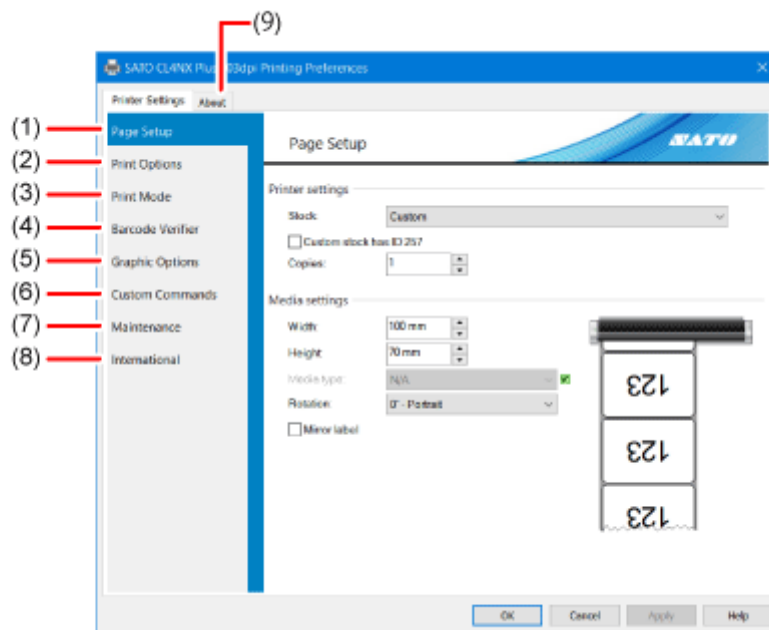 (9)
SATO CL4NX Plus 203dpi Printing Preferences
Printer Settings About
(1) Page Setup
(2) Print Options
(3) Print Mode
(4) Barcode Verifier
(5) Graphic Options
(6) Custom Commands
(7) Maintenance
(8) International
Page Setup
SATO
Printer settings
Stock: Custom
Custom stock has ID 257
Copies: 1
Media settings
Width: 100 mm
Height: 70 mm
Media type: N/A
Rotation: 0° - Portrait
Mirror label
123
123
123
OK Cancel Apply Help